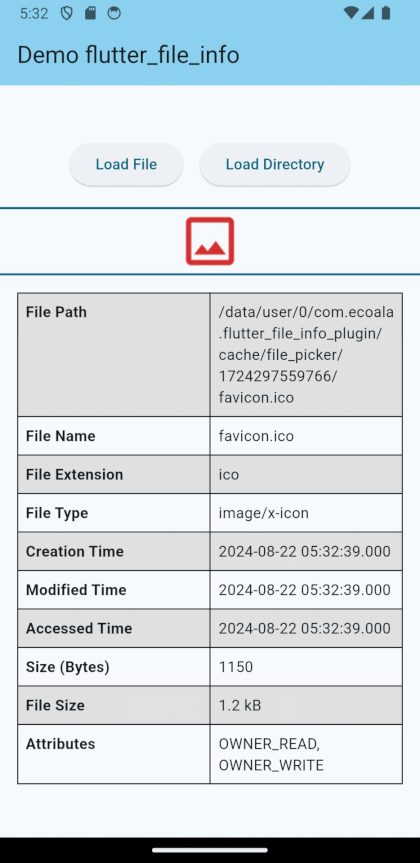 5:32
Demo flutter_file_info
Load File
Load Directory
File Path
/data/user/0/com.ecoala
.flutter_file_info_plugin/
cache/file_picker/
1724297559766/
favicon.ico
File Name
favicon.ico
File Extension
ico
File Type
image/x-icon
Creation Time
2024-08-22 05:32:39.000
Modified Time
2024-08-22 05:32:39.000
Accessed Time
2024-08-22 05:32:39.000
Size (Bytes)
1150
File Size
1.2 kB
Attributes
OWNER_READ,
OWNER_WRITE